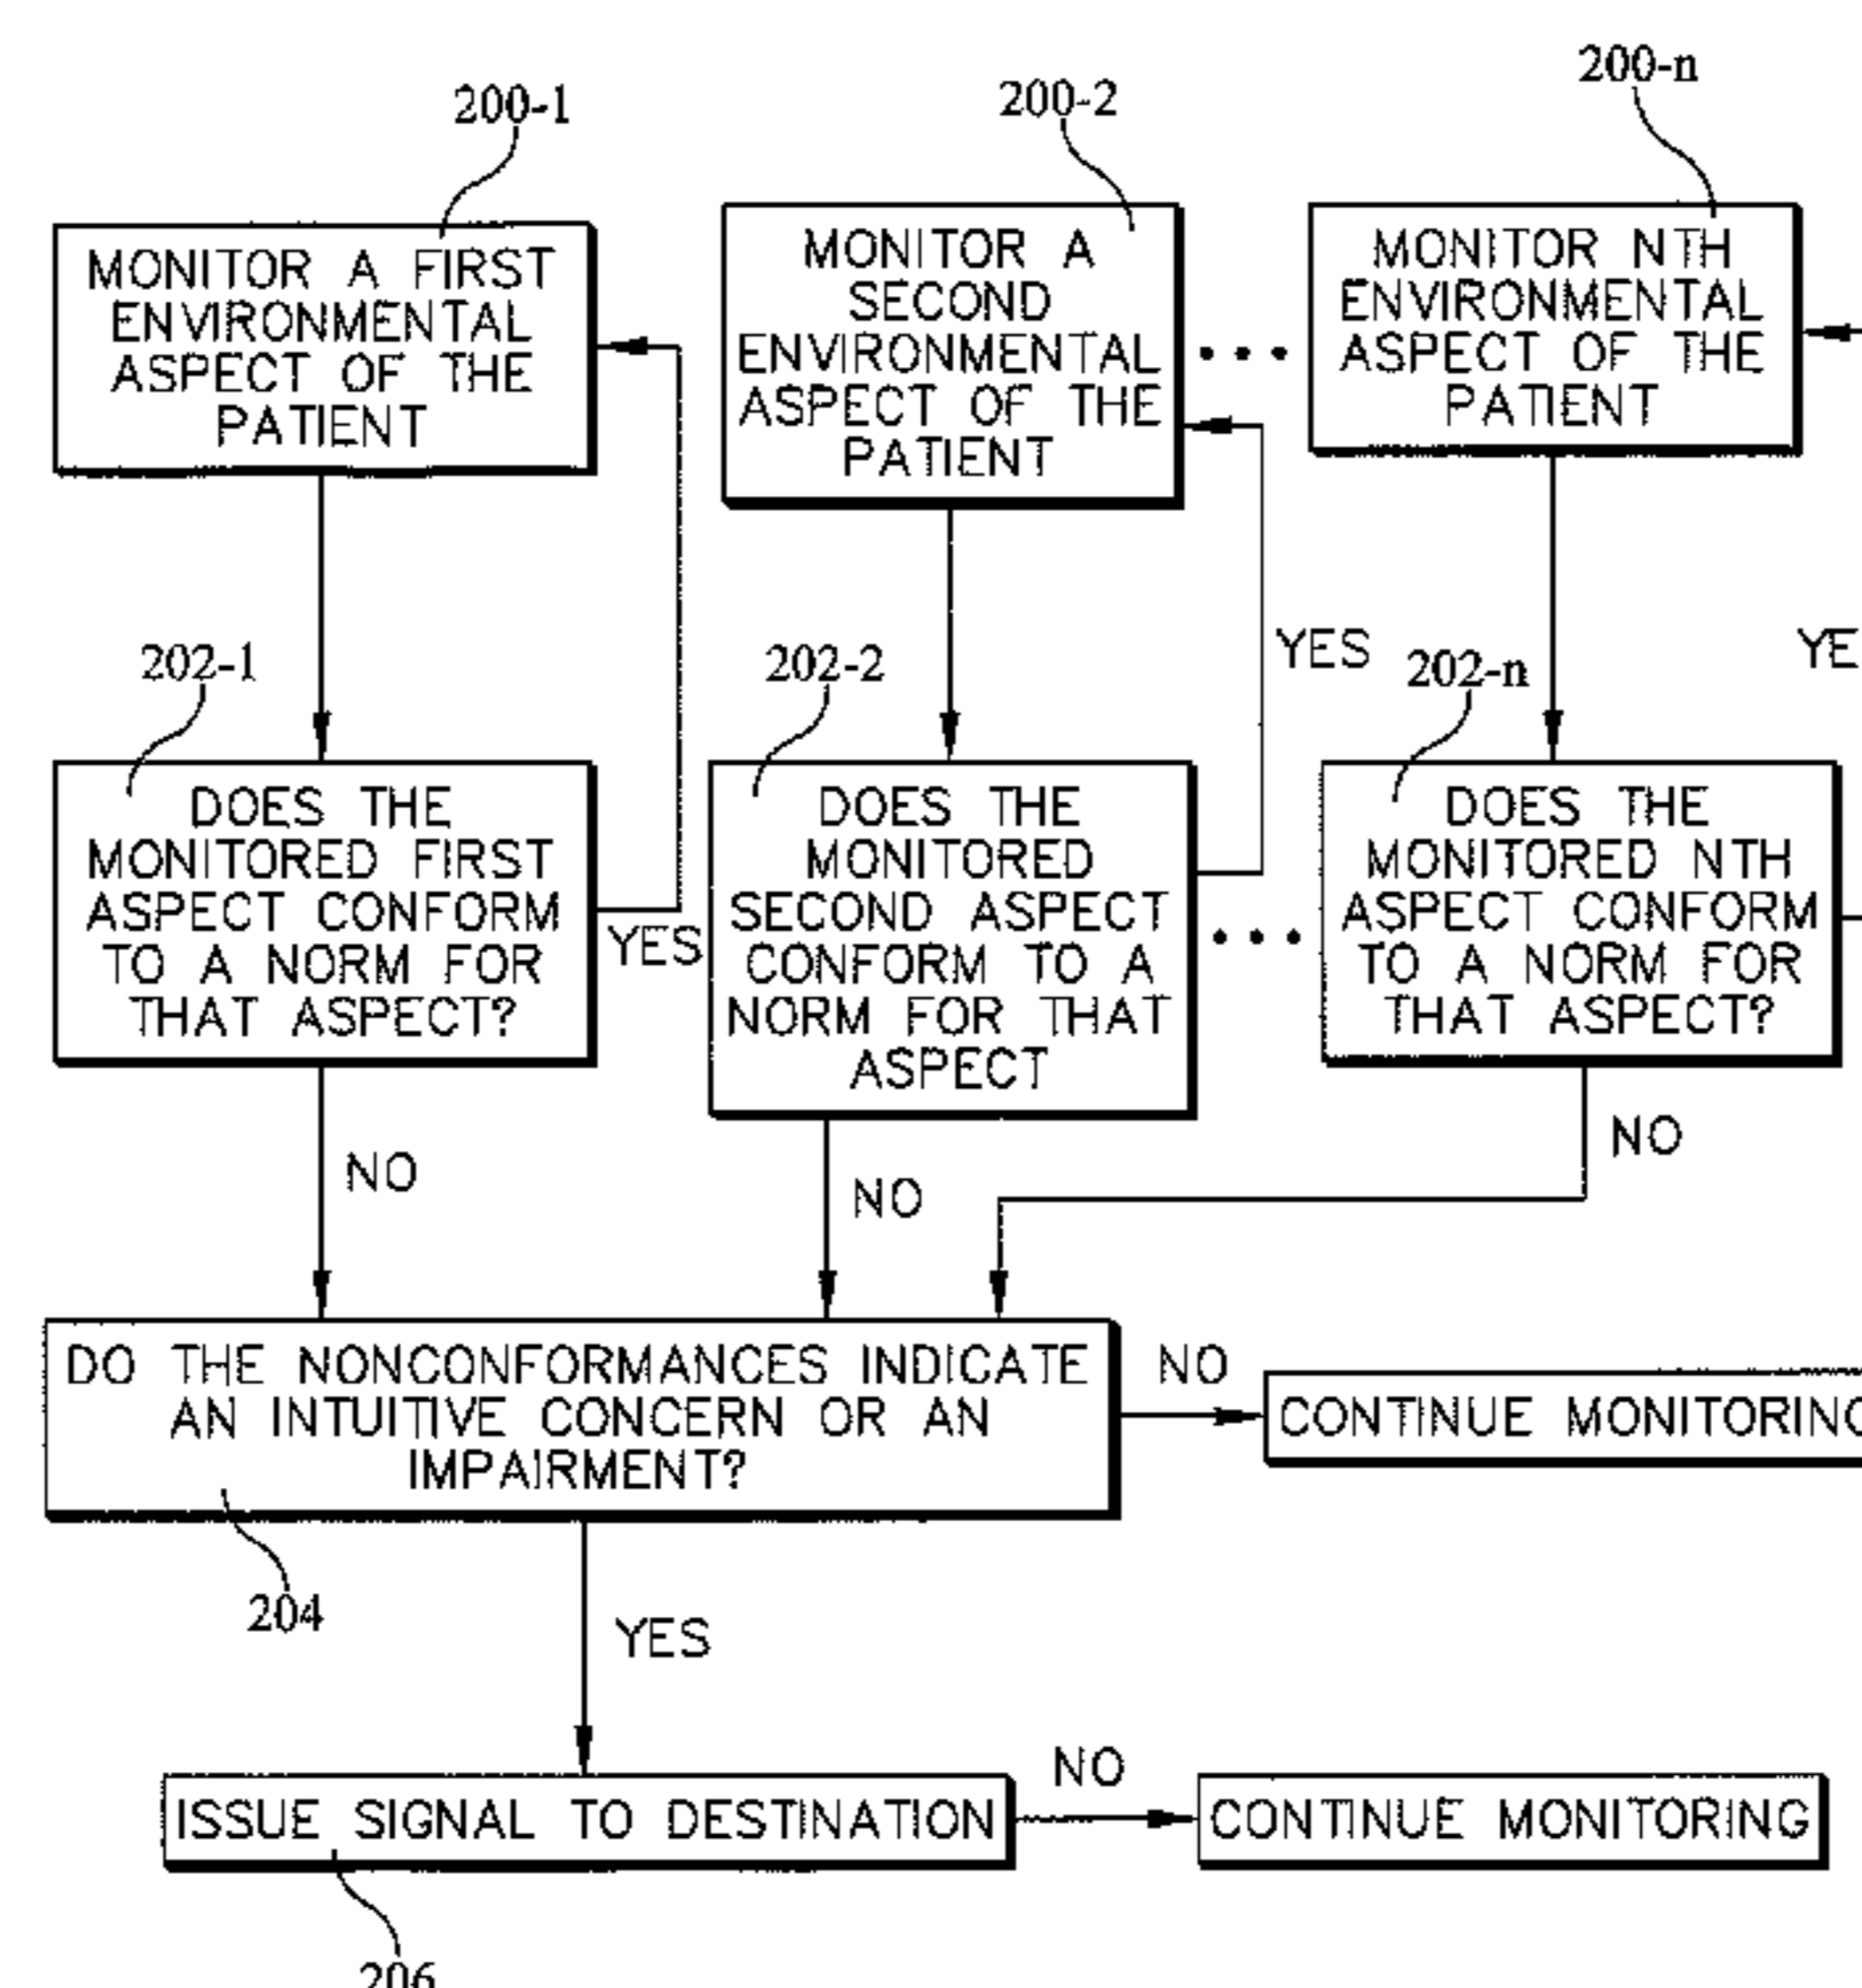 200-1
200-2
200-n
MONITOR A FIRST
ENVIRONMENTAL
ASPECT OF THE
PATIENT
MONITOR A
SECOND
ENVIRONMENTAL
ASPECT OF THE
PATIENT
MONITOR NTH
ENVIRONMENTAL
ASPECT OF THE
PATIENT
202-1
202-2
YES
202-n
YE
DOES THE
MONITORED FIRST
ASPECT CONFORM
TO A NORM FOR
THAT ASPECT?
YES
DOES THE
MONITORED
SECOND ASPECT
CONFORM TO A
NORM FOR THAT
ASPECT
DOES THE
MONITORED NTH
ASPECT CONFORM
TO A NORM FOR
THAT ASPECT?
NO
NO
NO
DO THE NONCONFORMANCES INDICATE
AN INTUITIVE CONCERN OR AN
IMPAIRMENT?
NO
CONTINUE MONITORING
204
YES
ISSUE SIGNAL TO DESTINATION
NO
CONTINUE MONITORING
206